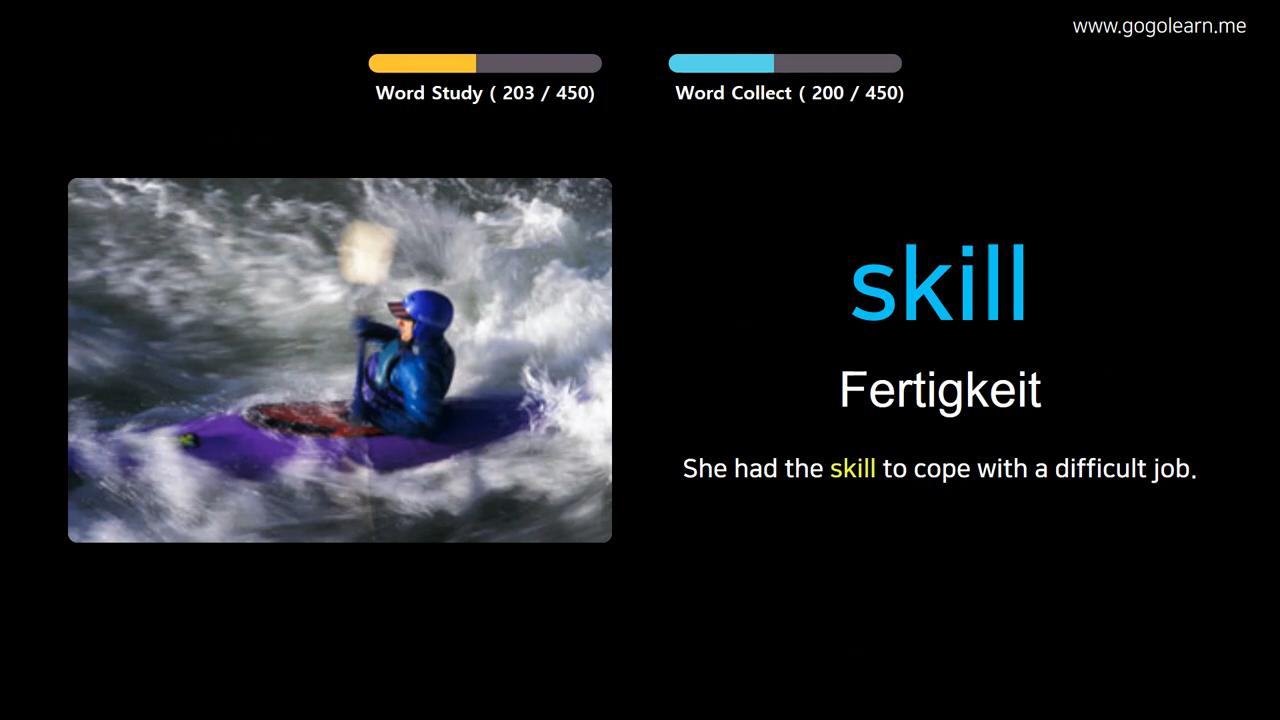 www.gogolearn.me
Word Study ( 203 / 450)
Word Collect ( 200 / 450)
skill
Fertigkeit
She had the skill to cope with a difficult job.